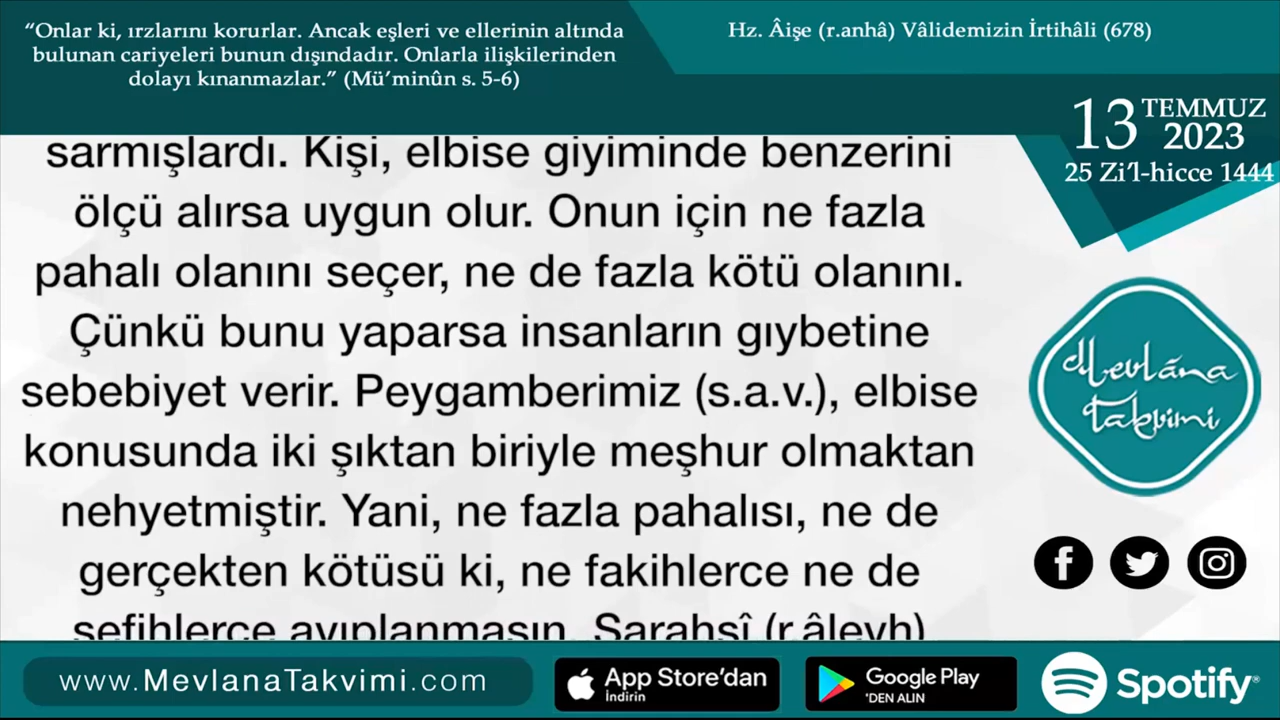 “Onlar ki, ırzlarını korurlar. Ancak eşleri ve ellerinin altında
bulunan cariyeleri bunun dışındadır. Onlarla ilişkilerinden
dolayı kınanmazlar.” (Mü’minûn s. 5-6)
Hz. Âişe (r.anhâ) Vâlidemizin İrtihâli (678)
13 TEMMUZ
2023
25 Zi’l-hicce 1444
sarmışlardı. Kişi, elbise giyiminde benzerini
ölçü alırsa uygun olur. Onun için ne fazla
pahalı olanını seçer, ne de fazla kötü olanını.
Çünkü bunu yaparsa insanların gıybetine
sebebiyet verir. Peygamberimiz (s.a.v.), elbise
konusunda iki şıktan biriyle meşhur olmaktan
nehyetmiştir. Yani, ne fazla pahalısı, ne de
gerçekten kötüsü ki, ne fakihlerce ne de
sefihlerce ayıplanmasın. Sarahsî (r.âleyh)
Mevlâna
Takvimi
www.MevlanaTakvimi.com
App Store’dan
İndirin
Google Play
'DEN ALIN
Spotify®